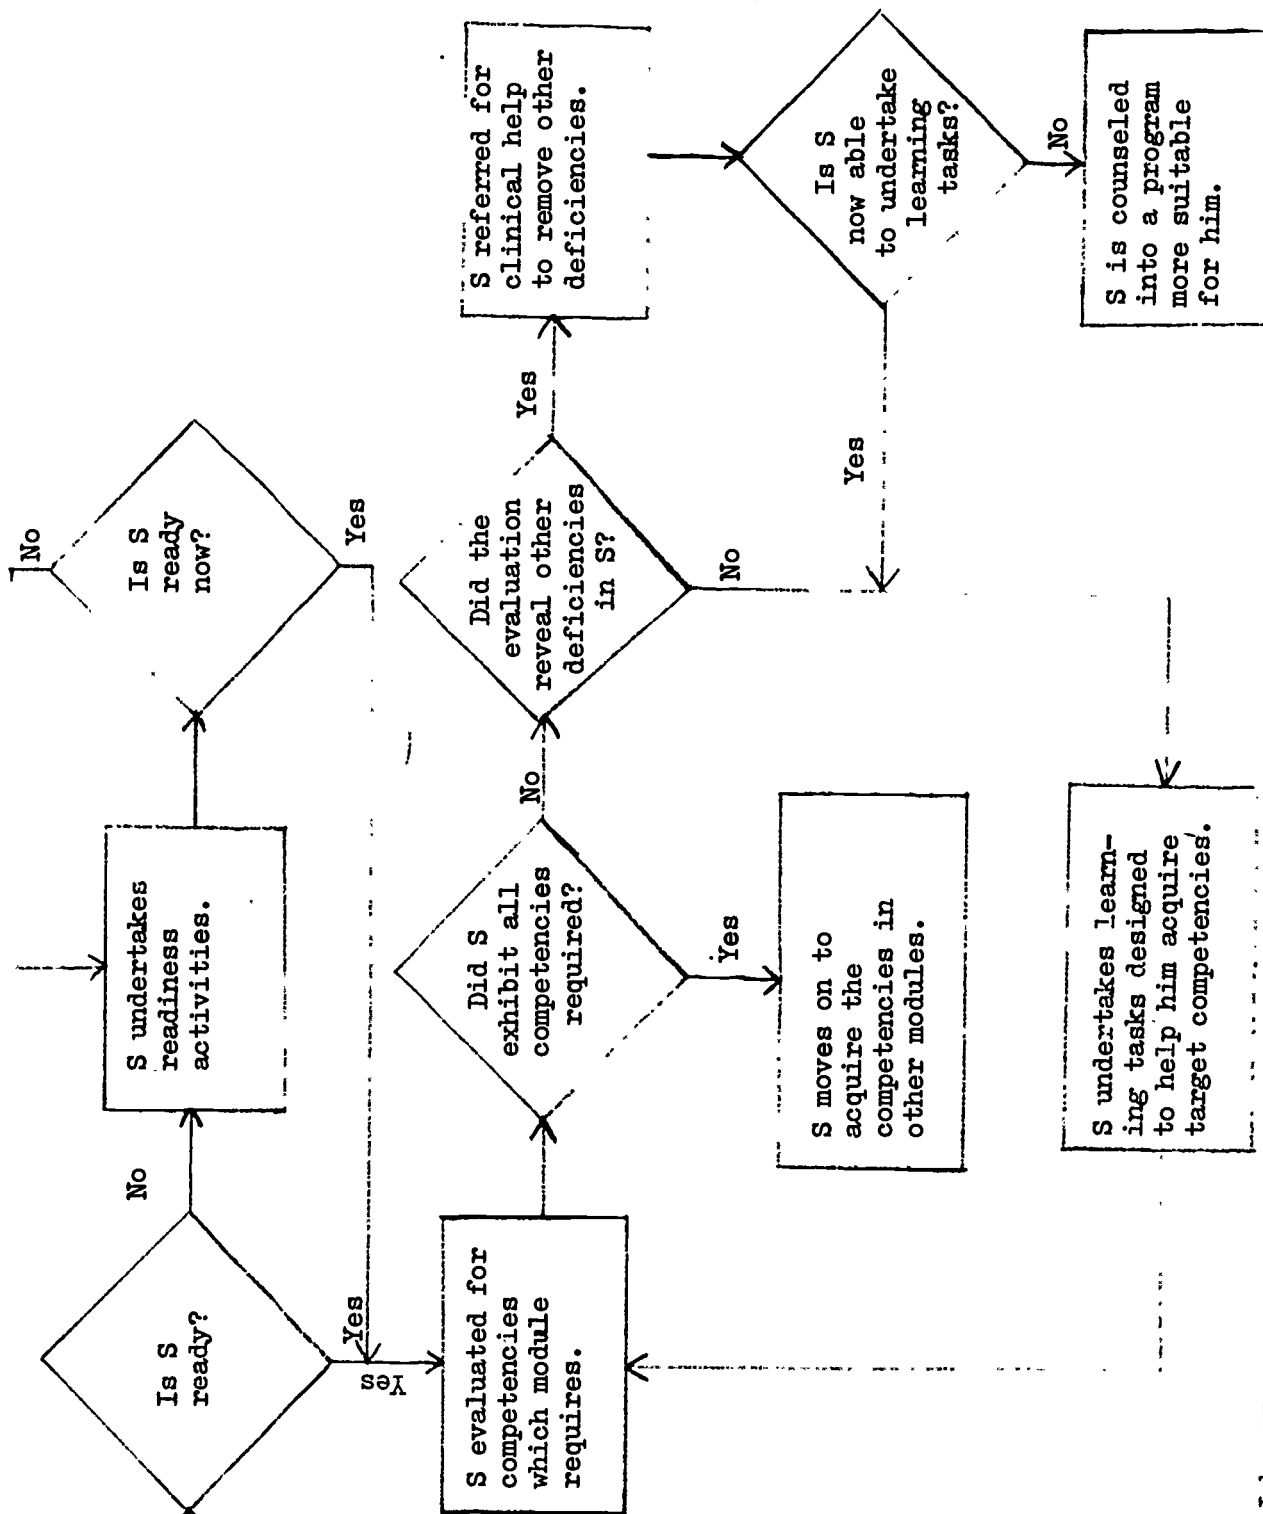 Is S
ready?
No
Yes
Yes
S undertakes
readiness
activities.
Is S
ready
now?
No
Yes
S evaluated for
competencies
which module
requires.
Did S
exhibit all
competencies
required?
No
Yes
S moves on to
acquire the
competencies in
other modules.
Did the
evaluation
reveal other
deficiencies
in S?
Yes
No
S referred for
clinical help
to remove other
deficiencies.
Is S
now able
to undertake
learning
tasks?
Yes
No
S is counseled
into a program
more suitable
for him.
S undertakes learn-
ing tasks designed
to help him acquire
target competencies.